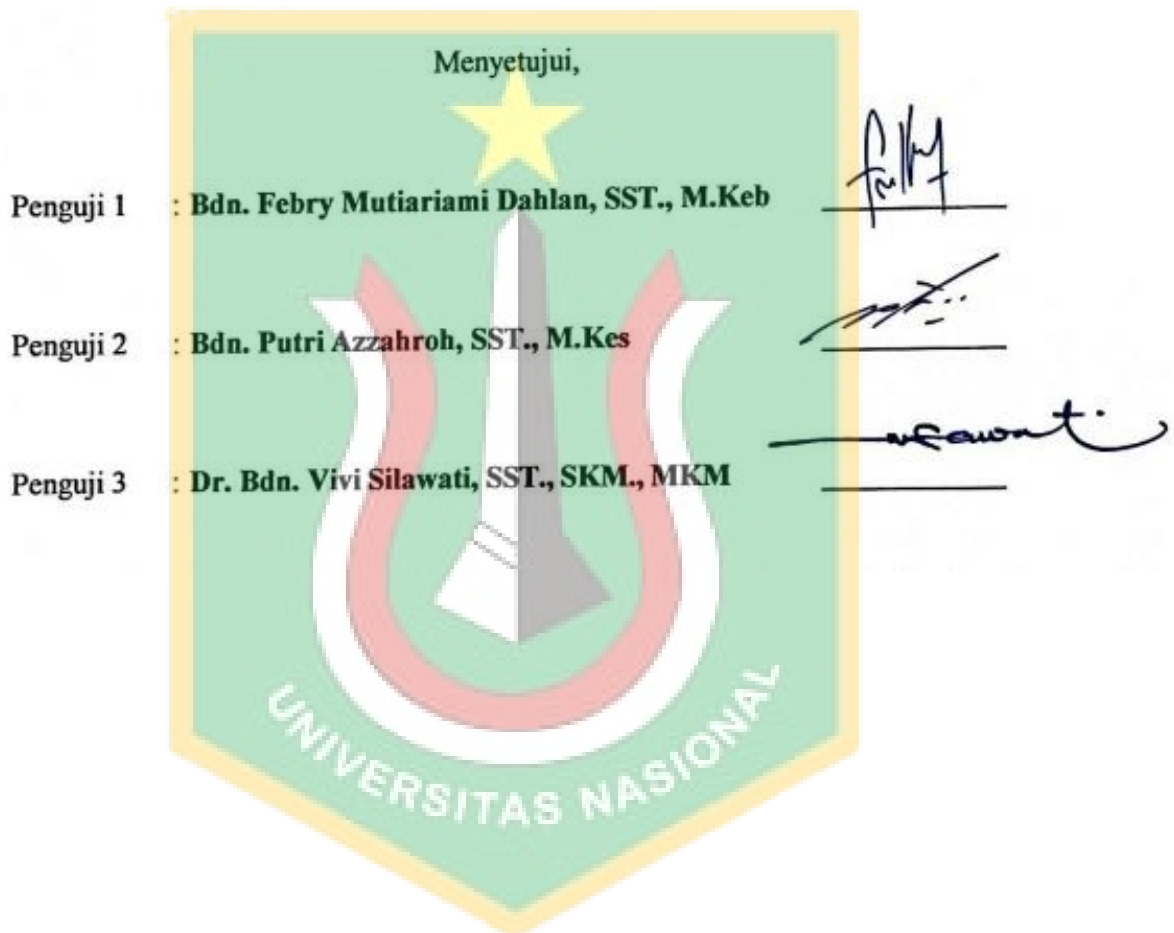 Menyetujui,
Penguji 1 : Bdn. Febry Mutiariami Dahlan, SST., M.Keb
Penguji 2 : Bdn. Putri Azzahroh, SST., M.Kes
Penguji 3 : Dr. Bdn. Vivi Silawati, SST., SKM., MKM
UNIVERSITAS NASIONAL